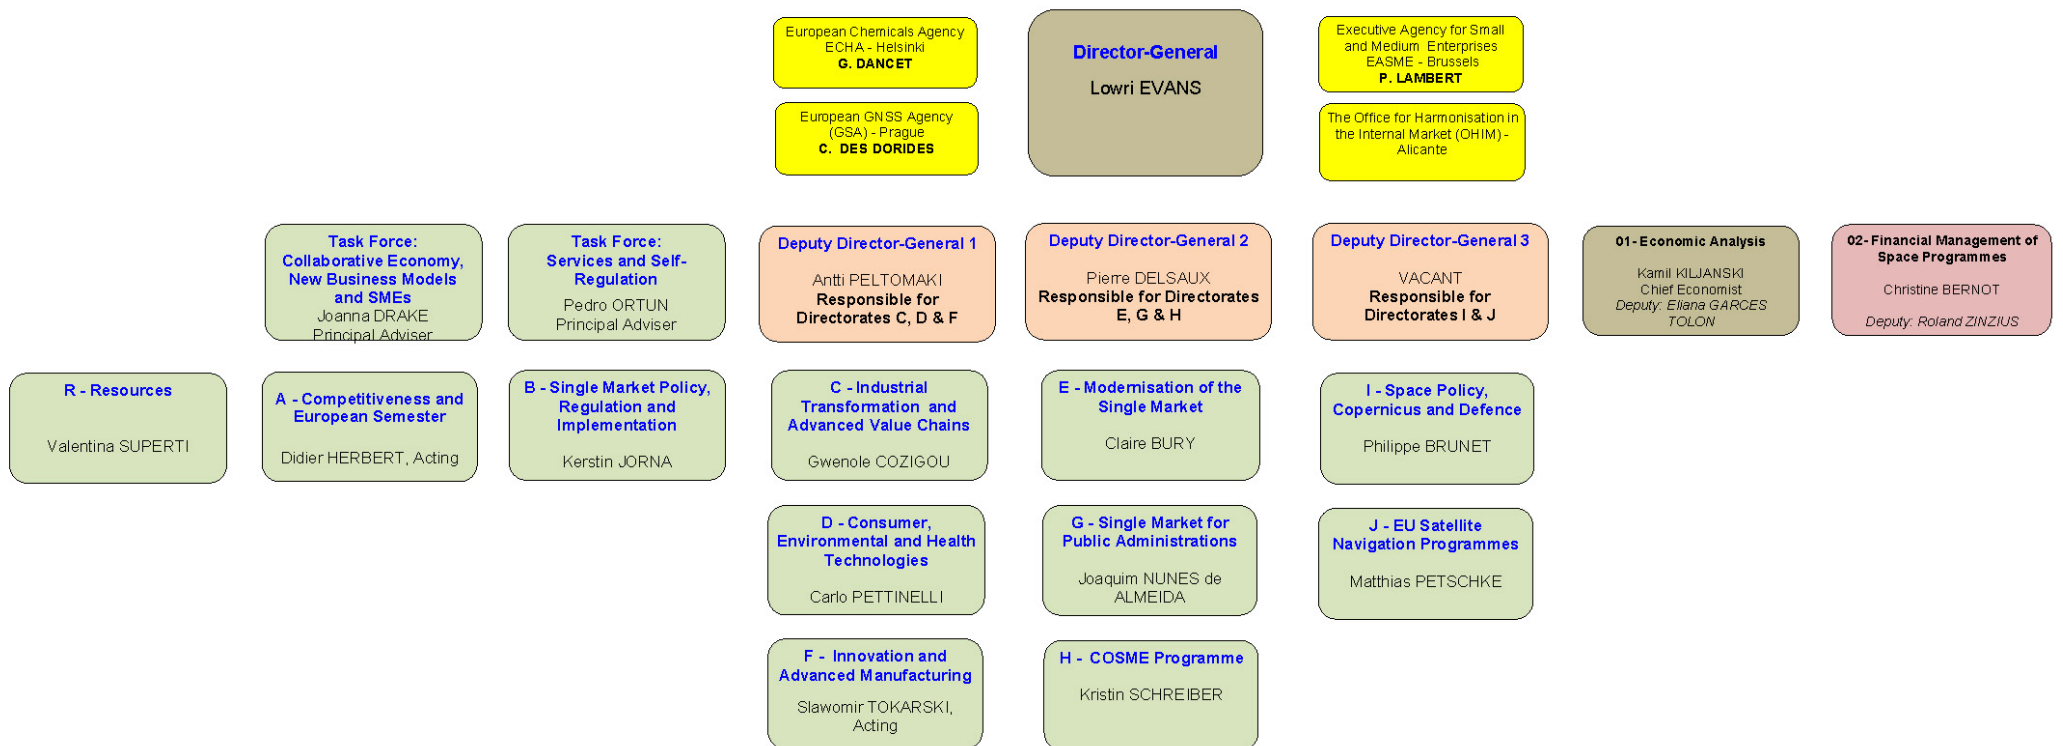 European Chemicals Agency
ECHA - Helsinki
G. DANCET
European GNSS Agency
(GSA) - Prague
C. DES DORIDES
Director-General
Lowri EVANS
Executive Agency for Small
and Medium Enterprises
EASME - Brussels
P. LAMBERT
The Office for Harmonisation in
the Internal Market (OHIM) -
Alicante
Task Force:
Collaborative Economy,
New Business Models
and SMEs
Joanna DRAKE
Principal Adviser
Task Force:
Services and Self-
Regulation
Pedro ORTUN
Principal Adviser
Deputy Director-General 1
Antti PELTOMAKI
Responsible for
Directorates C, D & F
Deputy Director-General 2
Pierre DELSAUX
Responsible for Directorates
E, G & H
Deputy Director-General 3
VACANT
Responsible for
Directorates I & J
01- Economic Analysis
Kamil KILJANSKI
Chief Economist
Deputy: Eliana GARCES
TOLON
02- Financial Management of
Space Programmes
Christine BERNOT
Deputy: Roland ZINZIUS
R - Resources
Valentina SUPERTI
A - Competitiveness and
European Semester
Didier HERBERT, Acting
B - Single Market Policy,
Regulation and
Implementation
Kerstin JORNA
C - Industrial
Transformation and
Advanced Value Chains
Gwenole COZIGOU
E - Modernisation of the
Single Market
Claire BURY
I - Space Policy,
Copernicus and Defence
Philippe BRUNET
D - Consumer,
Environmental and Health
Technologies
Carlo PETTINELLI
G - Single Market for
Public Administrations
Joaquim NUNES de
ALMEIDA
J - EU Satellite
Navigation Programmes
Matthias PETSCHKE
F - Innovation and
Advanced Manufacturing
Slawomir TOKARSKI,
Acting
H - COSME Programme
Kristin SCHREIBER